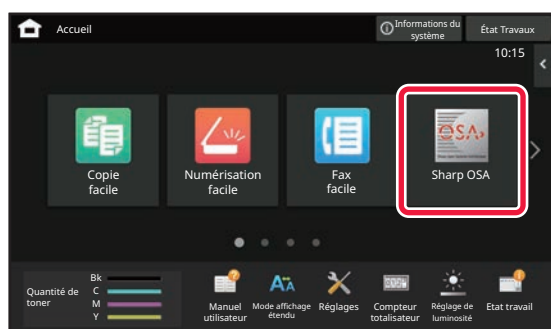 Accueil
Informations du
système
État Travaux
10:15
OSA
Copie
facile
Numérisation
facile
Fax
facile
Sharp OSA
Quantité de
toner
Bk
C
M
Y
Manuel
utilisateur
Mode affichage
étendu
Réglages
Compteur
totalisateur
Réglage de
luminosité
Etat travail